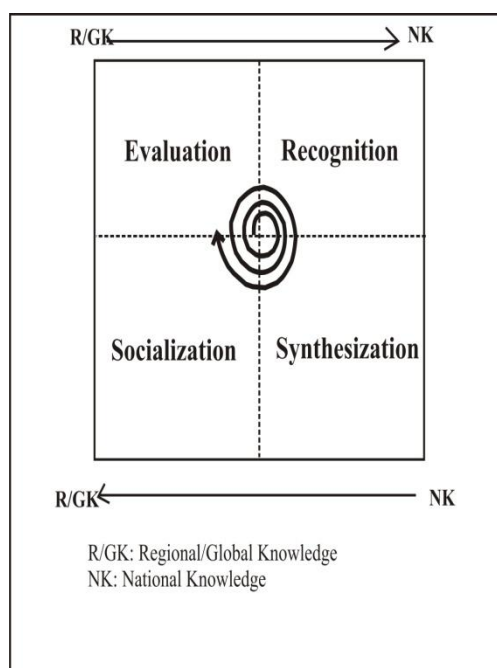 R/GK NK
Evaluation Recognition
Socialization Synthesization
R/GK NK
R/GK: Regional/Global Knowledge
NK: National Knowledge